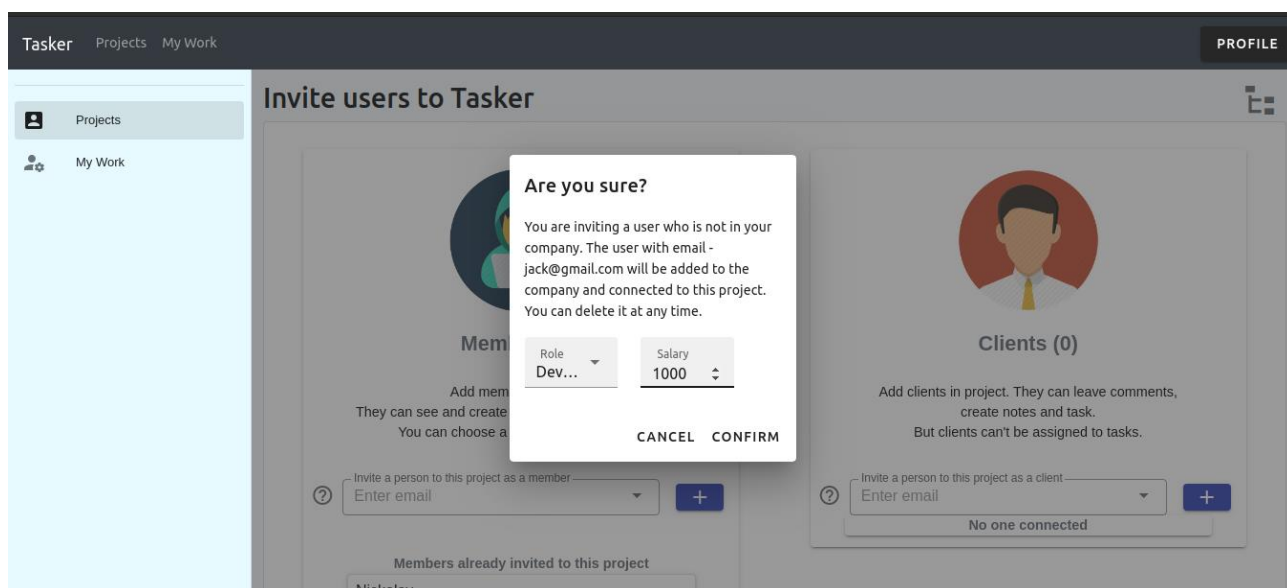 Tasker Projects My Work PROFILE
Projects
My Work
Invite users to Tasker
Are you sure?
You are inviting a user who is not in your
company. The user with email -
jack@gmail.com will be added to the
company and connected to this project.
You can delete it at any time.
Role
Dev...
Salary
1000
CANCEL CONFIRM
Mem
Add mem
They can see and create
You can choose a
Invite a person to this project as a member
Enter email
+
Members already invited to this project
Clients (0)
Add clients in project. They can leave comments,
create notes and task.
But clients can't be assigned to tasks.
Invite a person to this project as a client
Enter email
+
No one connected